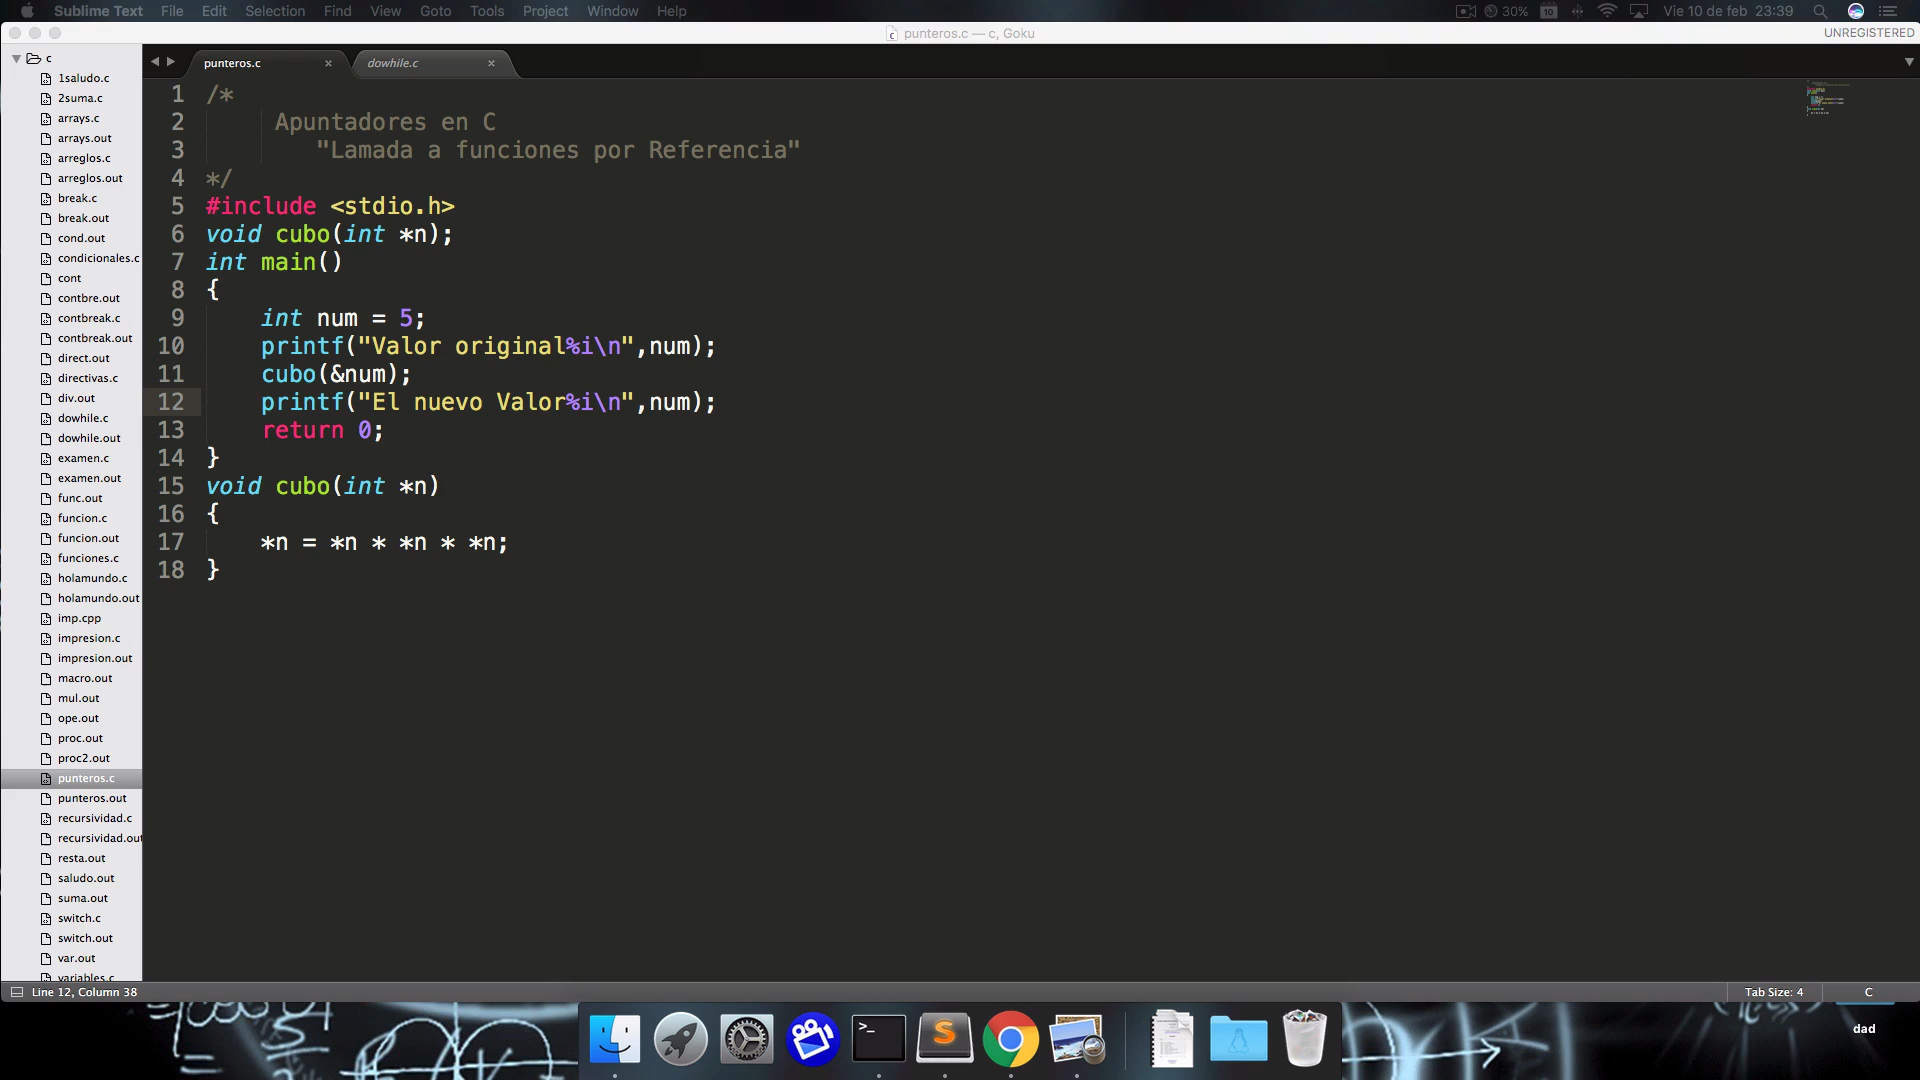 Sublime Text File Edit Selection Find View Goto Tools Project Window Help 30% 10 Vie 10 de feb 23:39
punteros.c — c, Goku UNREGISTERED
c
1saludo.c
2suma.c
arrays.c
arrays.out
arreglos.c
arreglos.out
break.c
break.out
cond.out
condicionales.c
cont
contbre.out
contbreak.c
contbreak.out
direct.out
directivas.c
div.out
dowhile.c
dowhile.out
examen.c
examen.out
func.out
funcion.c
funcion.out
funciones.c
holamundo.c
holamundo.out
imp.cpp
impresion.c
impresion.out
macro.out
mul.out
ope.out
proc.out
proc2.out
punteros.c
punteros.out
recursividad.c
recursividad.out
resta.out
saludo.out
suma.out
switch.c
switch.out
var.out
variables.c
punteros.c dowhile.c
1 /*
2 Apuntadores en C
3 "Lamada a funciones por Referencia"
4 */
5 #include <stdio.h>
6 void cubo(int *n);
7 int main()
8 {
9 int num = 5;
10 printf("Valor original%i\n",num);
11 cubo(&num);
12 printf("El nuevo Valor%i\n",num);
13 return 0;
14 }
15 void cubo(int *n)
16 {
17 *n = *n * *n * *n;
18 }
Line 12, Column 38 Tab Size: 4 C
dad